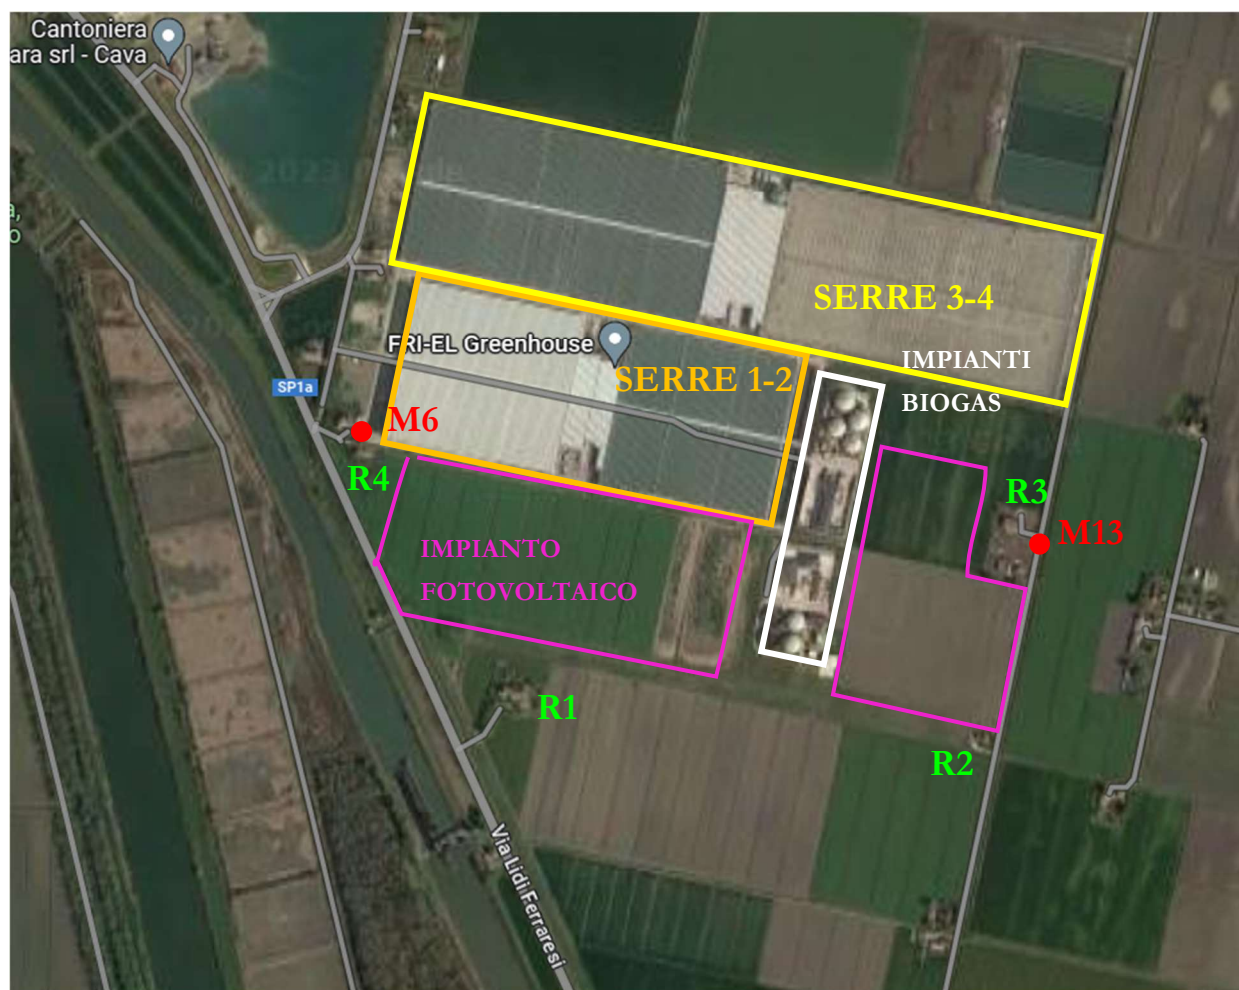 Cantoniera
ara srl - Cava
a,
o
SERRE 3-4
FRI-EL Greenhouse
IMPIANTI
BIOGAS
SERRE 1-2
SP1a
M6
R4
R3
M13
IMPIANTO
FOTOVOLTAICO
R1
R2
Via Lidi Ferraresi